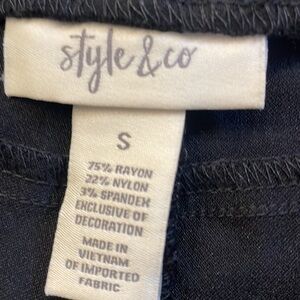 style & co
S
75% RAYON
22% NYLON
3% SPANDEX
EXCLUSIVE OF
DECORATION
MADE IN
VIETNAM
OF IMPORTED
FABRIC